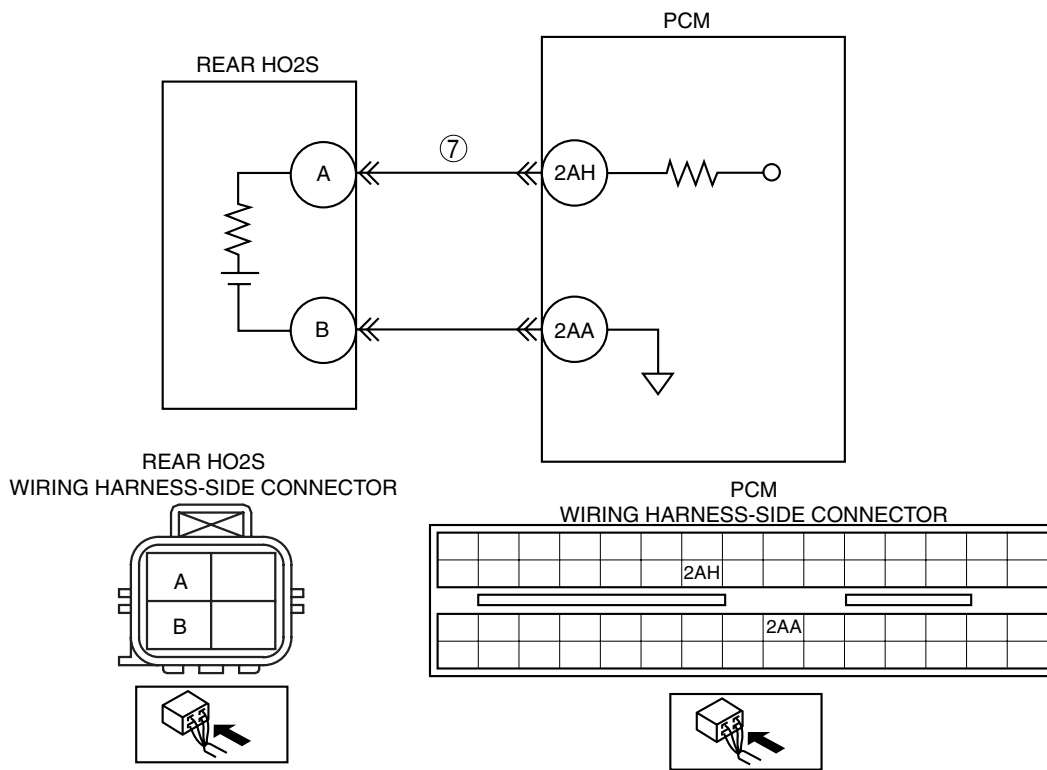 PCM
REAR HO2S
A
⑦
2AH
B
2AA
REAR HO2S
WIRING HARNESS-SIDE CONNECTOR
A
B
PCM
WIRING HARNESS-SIDE CONNECTOR
2AH
2AA